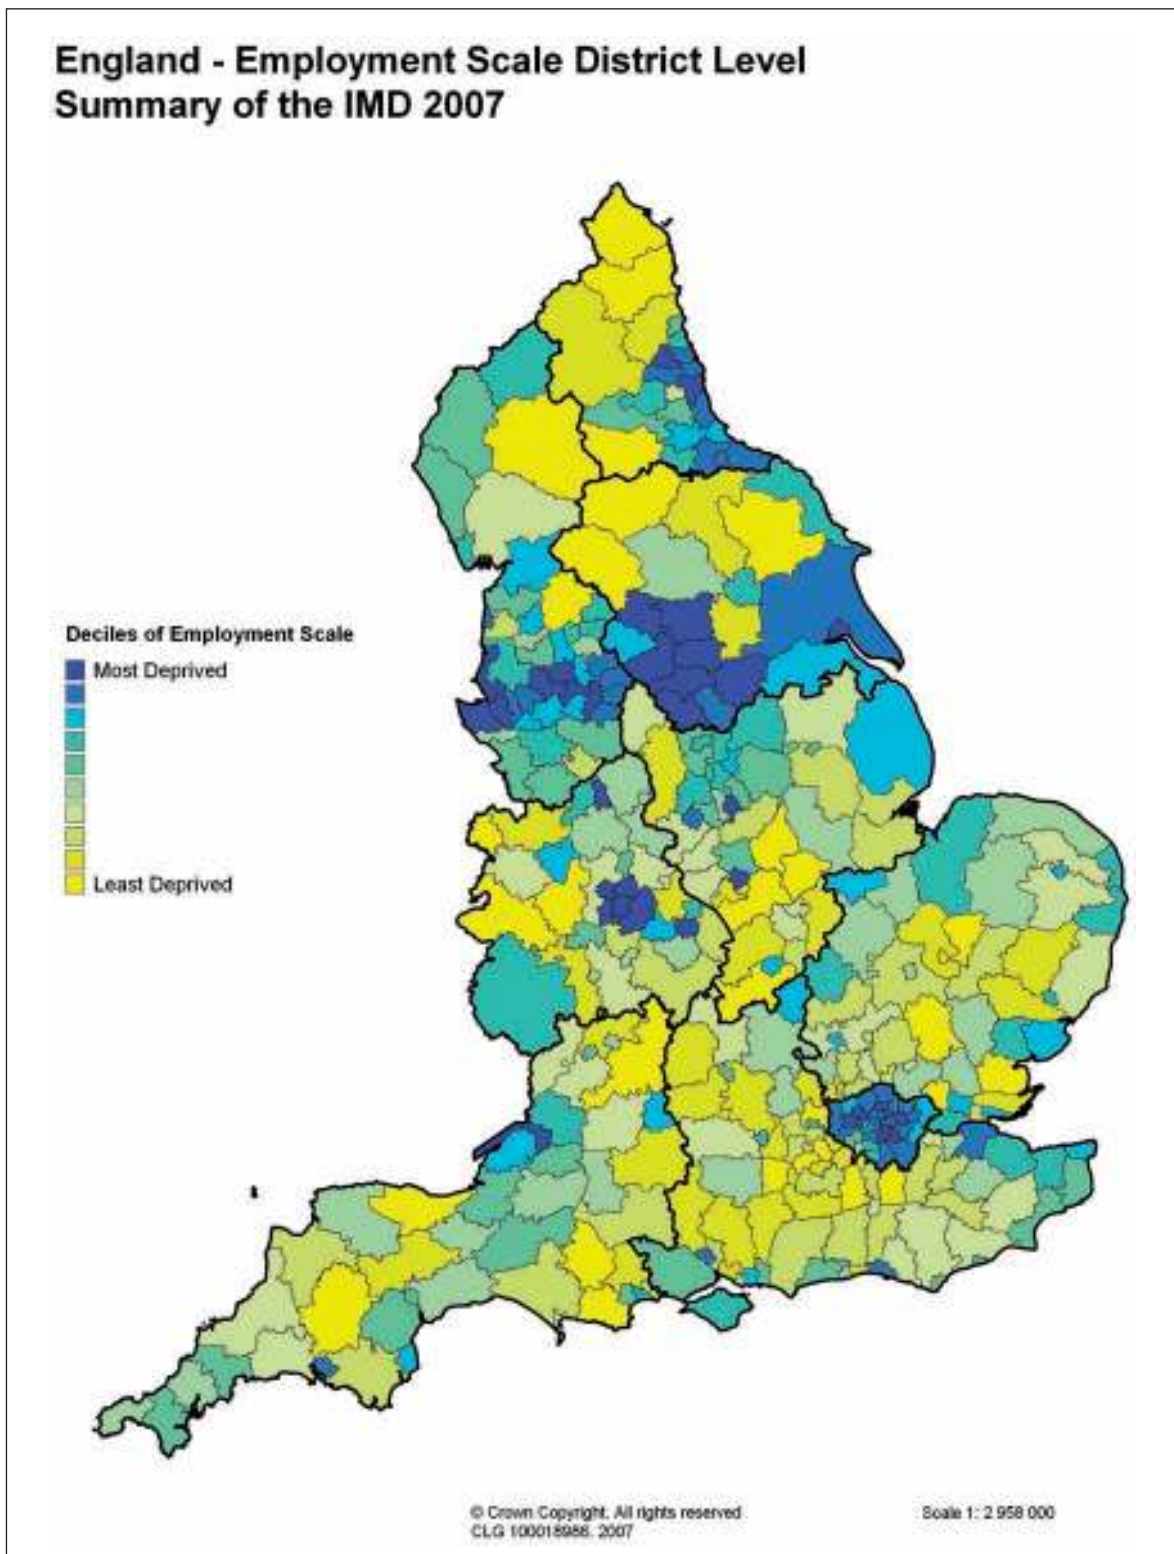 England - Employment Scale District Level
Summary of the IMD 2007
Deciles of Employment Scale
Most Deprived
Least Deprived
© Crown Copyright. All rights reserved
CLG 100018986. 2007
Scale 1: 2 958 000